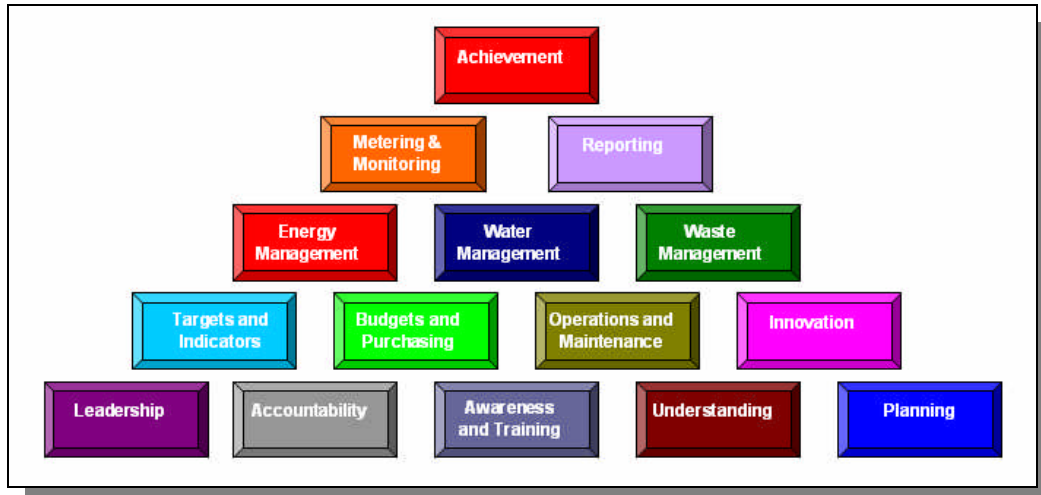 Achievement
Metering &
Monitoring
Reporting
Energy
Management
Water
Management
Waste
Management
Targets and
Indicators
Budgets and
Purchasing
Operations and
Maintenance
Innovation
Leadership
Accountability
Awareness
and Training
Understanding
Planning